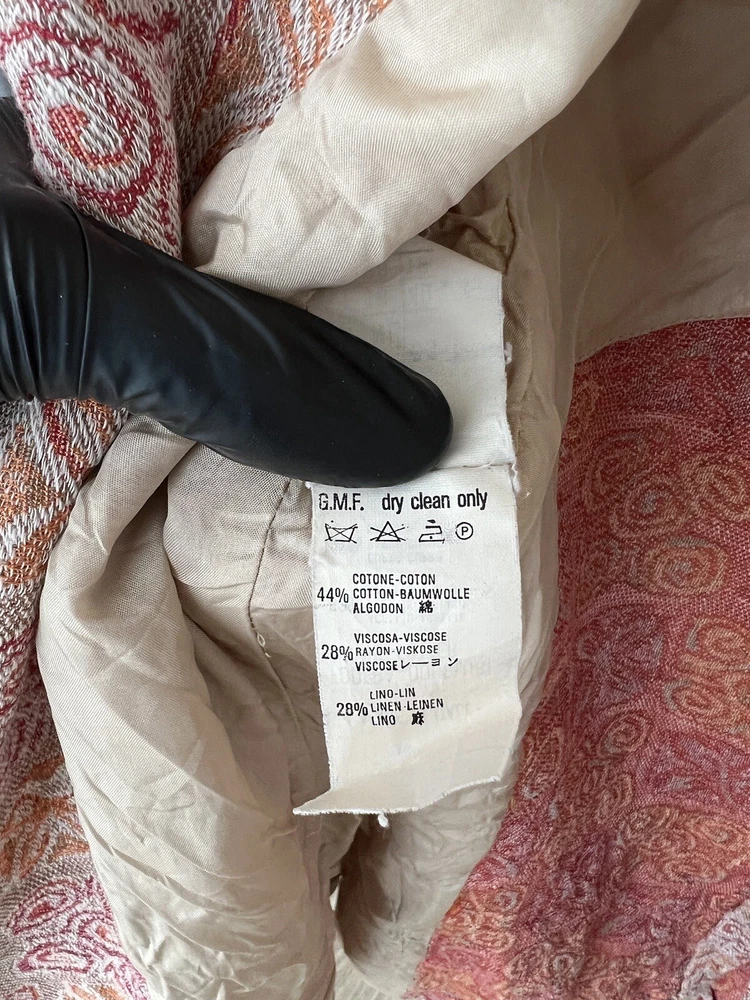 G.M.F. dry clean only
P
COTONE-COTON
44% COTTON-BAUMWOLLE
ALGODON 綿
VISCOSA-VISCOSE
28% RAYON-VISKOSE
VISCOSEレーヨン
LINO-LIN
28% LINEN-LEINEN
LINO 麻